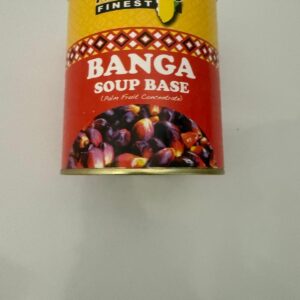 FINEST
BANGA
SOUP BASE
(Palm Fruit Concentrate)